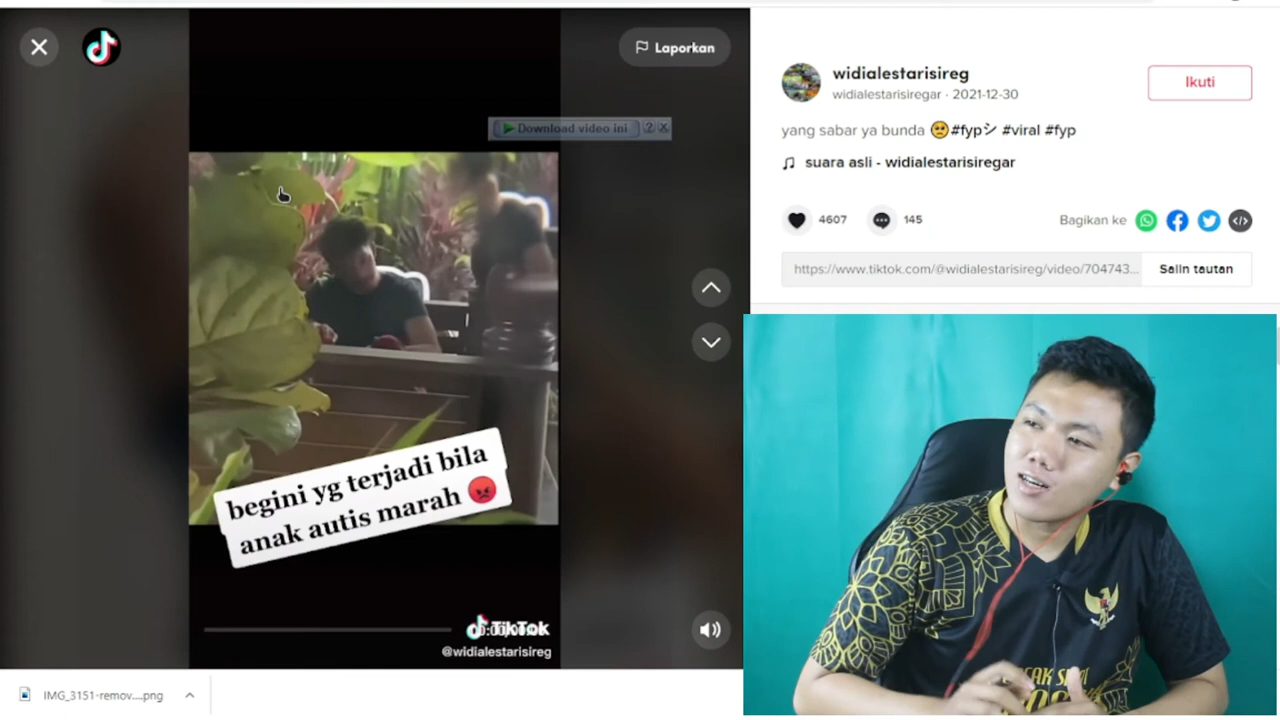 Laporkan
Download video ini
begini yg terjadi bila
anak autis marah
TikTok
@widialestarisireg
widialestarisireg
widialestarisiregar · 2021-12-30
Ikuti
yang sabar ya bunda 🥺#fypシ #viral #fyp
suara asli - widialestarisiregar
4607
145
Bagikan ke
https://www.tiktok.com/@widialestarisireg/video/704743...
Salin tautan
IMG_3151-remov....png